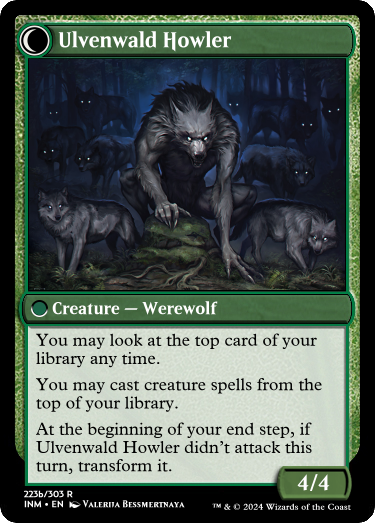 Ulvenwald Howler
Creature — Werewolf
You may look at the top card of your
library any time.
You may cast creature spells from the
top of your library.
At the beginning of your end step, if
Ulvenwald Howler didn't attack this
turn, transform it.
4/4
223b/303 R
INM • EN Valerija Bessmertnaya
™ & © 2024 Wizards of the Coast